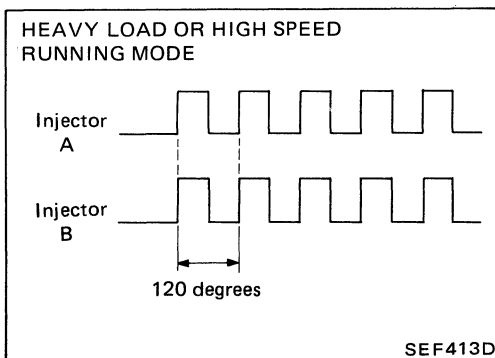 HEAVY LOAD OR HIGH SPEED
RUNNING MODE
Injector
A
Injector
B
120 degrees
SEF413D